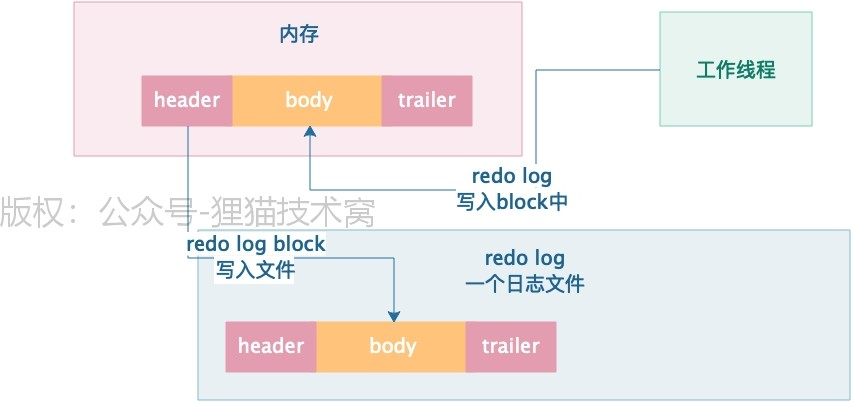 内存
工作线程
header
body
trailer
redo log
写入block中
版权：公众号-狸猫技术窝
redo log block
写入文件
redo log
一个日志文件
header
body
trailer